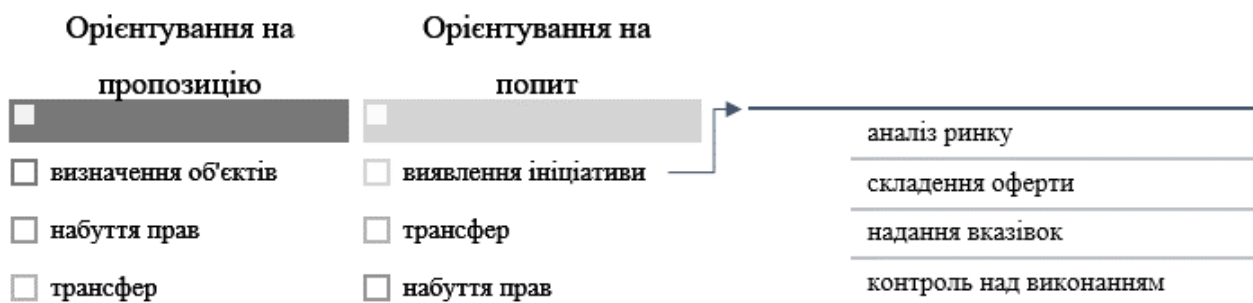 Орієнтування на
пропозицію
визначення об'єктів
набуття прав
трансфер
Орієнтування на
попит
виявлення ініціативи
трансфер
набуття прав
аналіз ринку
складення оферти
надання вказівок
контроль над виконанням